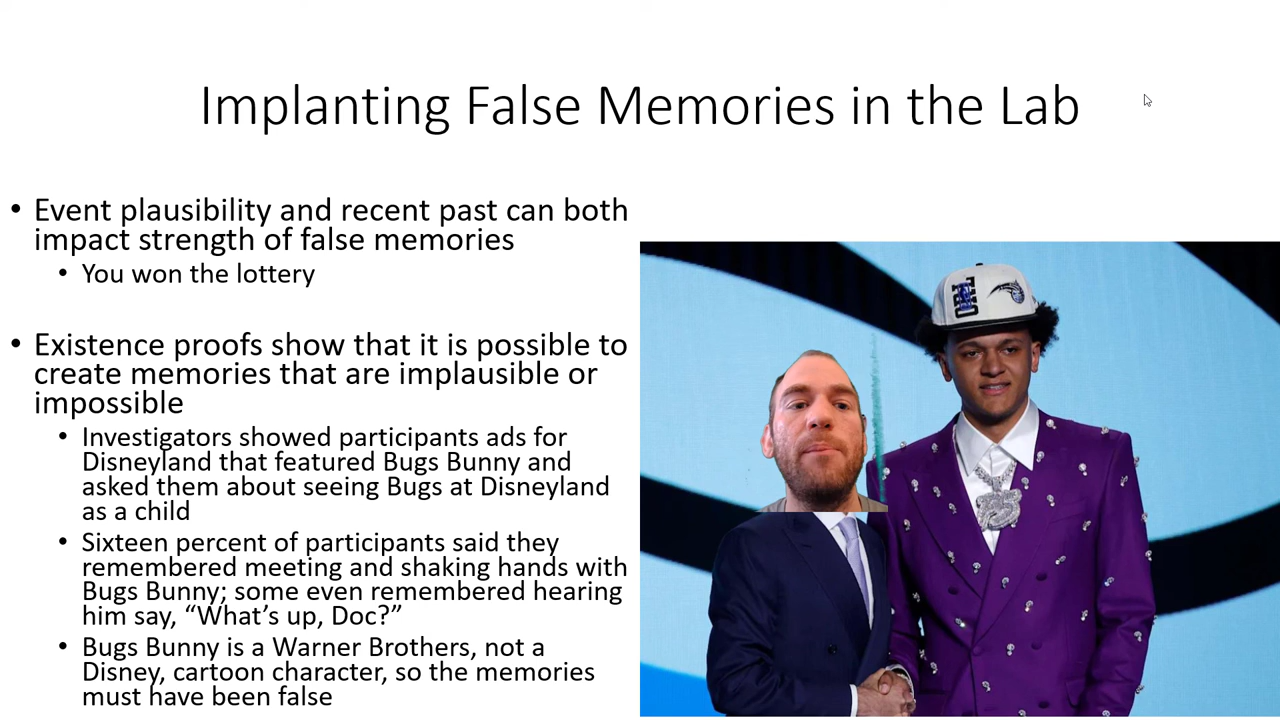 Implanting False Memories in the Lab
• Event plausibility and recent past can both
impact strength of false memories
• You won the lottery
• Existence proofs show that it is possible to
create memories that are implausible or
impossible
• Investigators showed participants ads for
Disneyland that featured Bugs Bunny and
asked them about seeing Bugs at Disneyland
as a child
• Sixteen percent of participants said they
remembered meeting and shaking hands with
Bugs Bunny; some even remembered hearing
him say, “What’s up, Doc?”
• Bugs Bunny is a Warner Brothers, not a
Disney, cartoon character, so the memories
must have been false